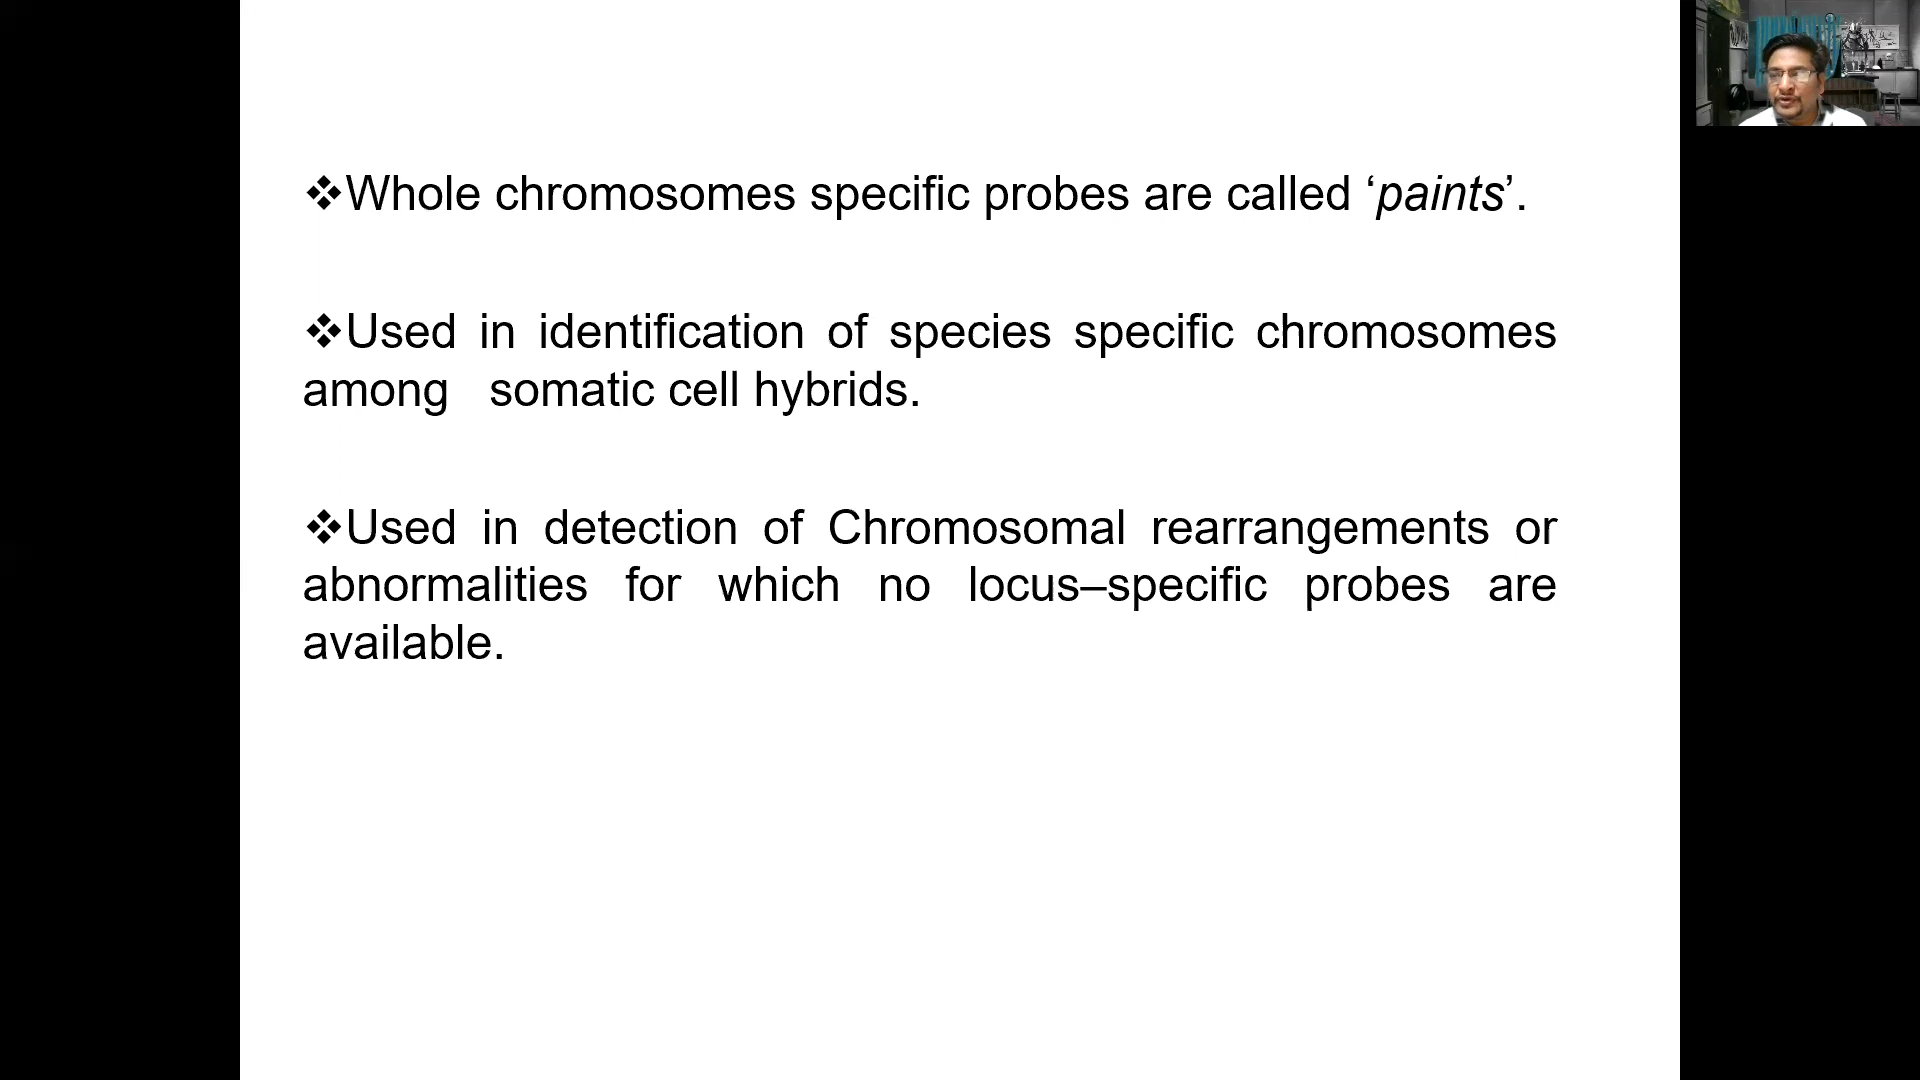 ❖Whole chromosomes specific probes are called ‘paints’.
❖Used in identification of species specific chromosomes
among somatic cell hybrids.
❖Used in detection of Chromosomal rearrangements or
abnormalities for which no locus–specific probes are
available.